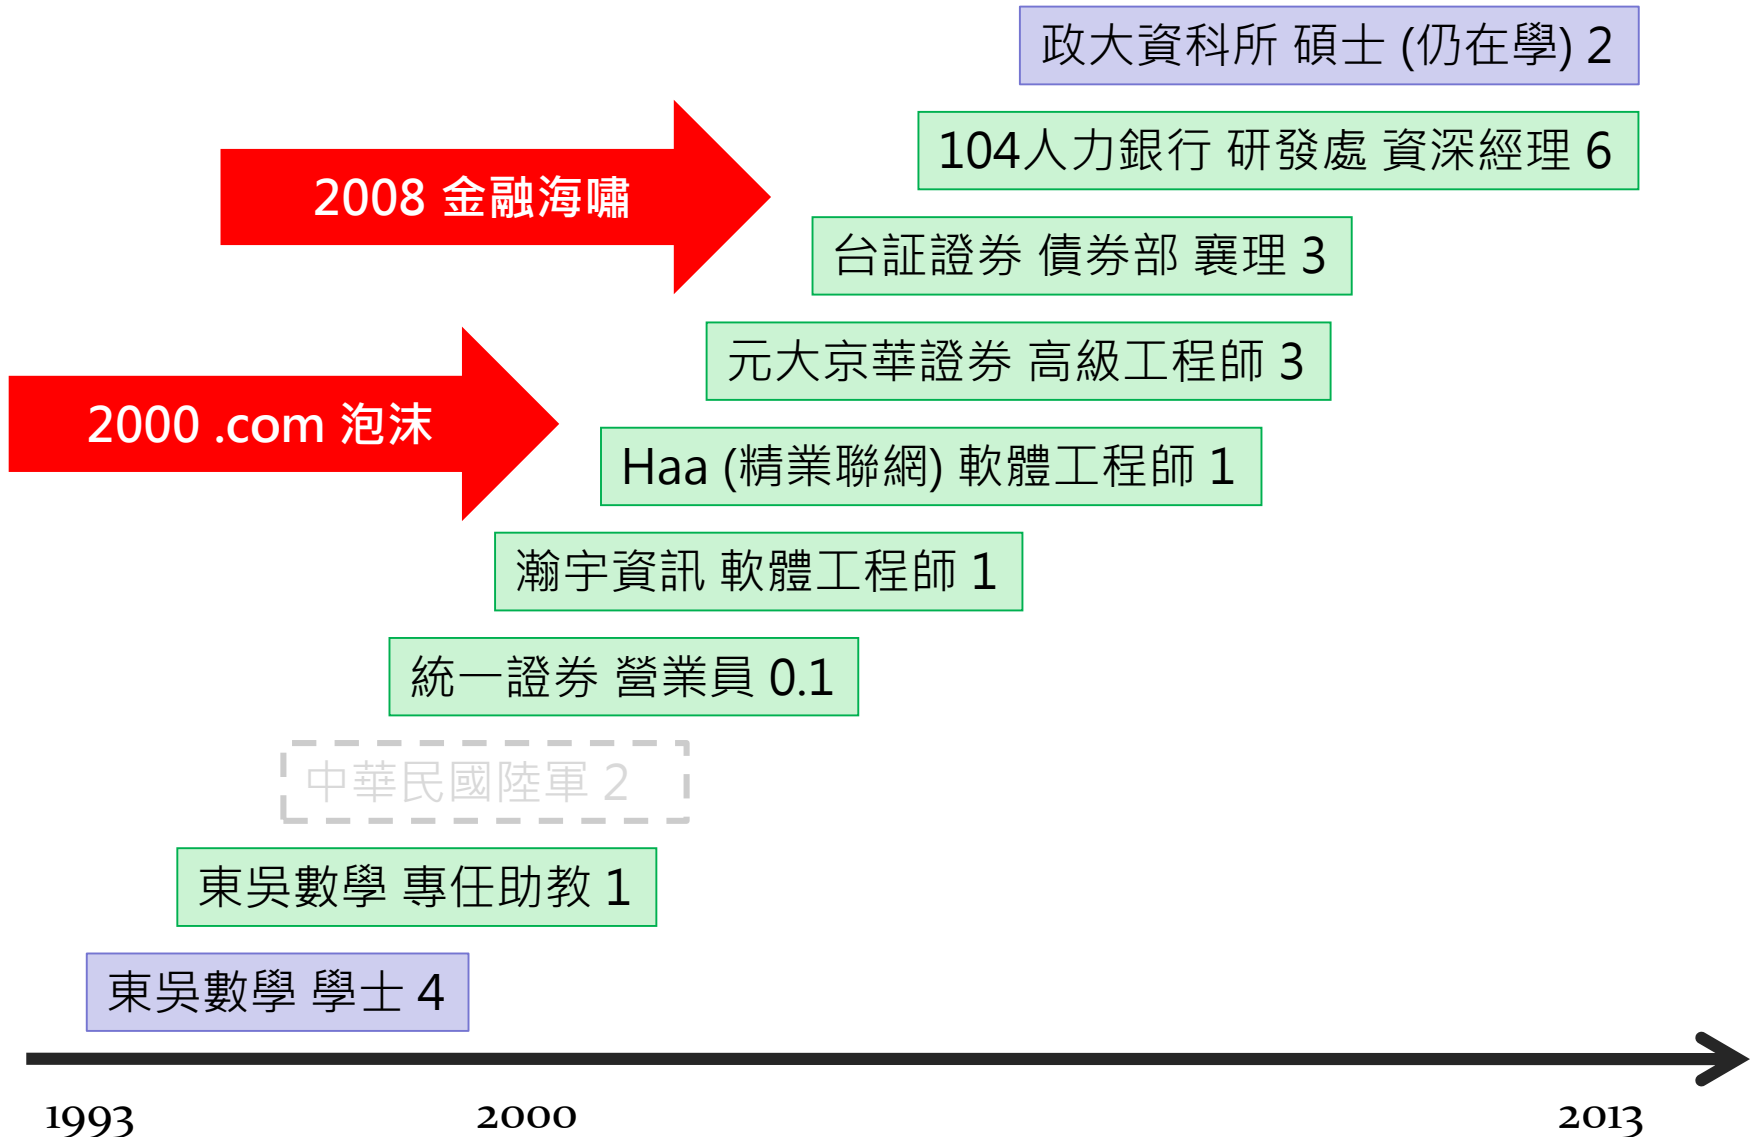 政大資科所 碩士 (仍在學) 2
104人力銀行 研發處 資深經理 6
2008 金融海嘯
台証證券 債券部 襄理 3
元大京華證券 高級工程師 3
2000 .com 泡沫
Haa (精業聯網) 軟體工程師 1
瀚宇資訊 軟體工程師 1
統一證券 營業員 0.1
中華民國陸軍 2
東吳數學 專任助教 1
東吳數學 學士 4
1993
2000
2013